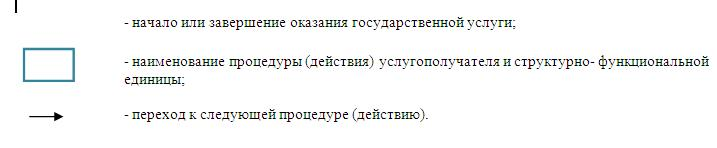 - начало или завершение оказания государственной услуги;
- наименование процедуры (действия) услугополучателя и структурно- функциональной
единицы;
- переход к следующей процедуре (действию).